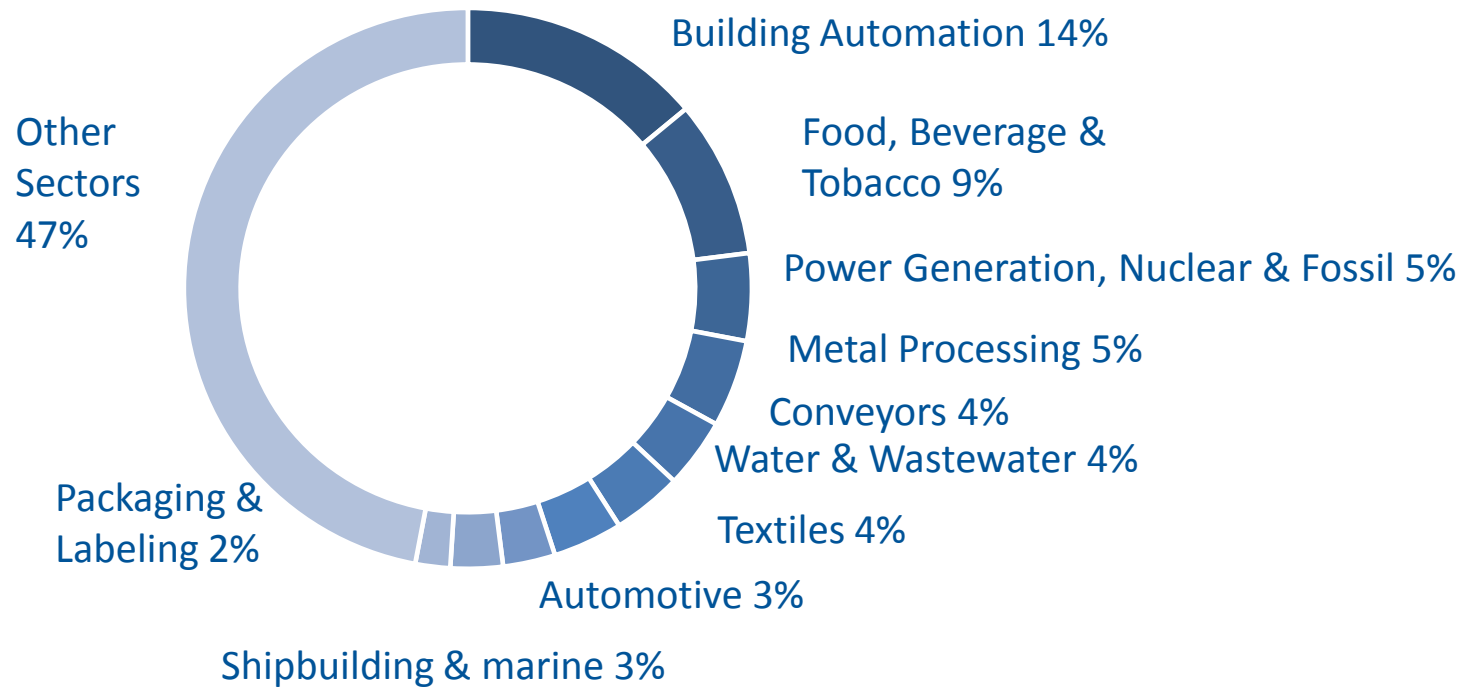 Building Automation 14%
Food, Beverage &
Tobacco 9%
Power Generation, Nuclear & Fossil 5%
Metal Processing 5%
Conveyors 4%
Water & Wastewater 4%
Textiles 4%
Automotive 3%
Shipbuilding & marine 3%
Packaging &
Labeling 2%
Other
Sectors
47%